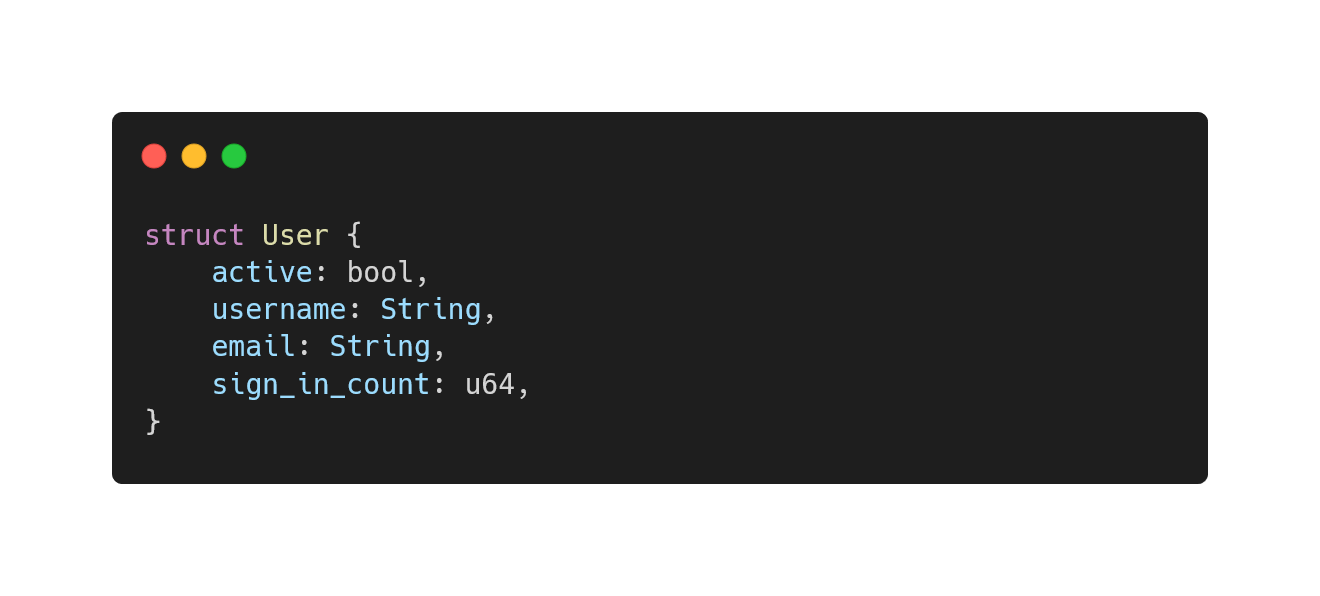 struct User {
    active: bool,
    username: String,
    email: String,
    sign_in_count: u64,
}